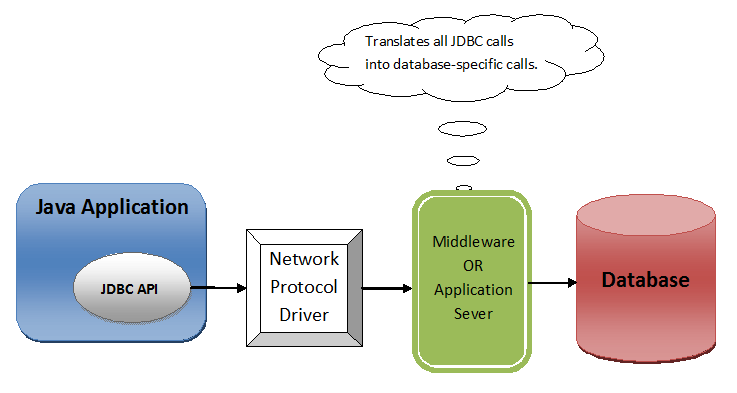 Translates all JDBC calls
into database-specific calls.
Java Application
JDBC API
Network
Protocol
Driver
Middleware
OR
Application
Sever
Database